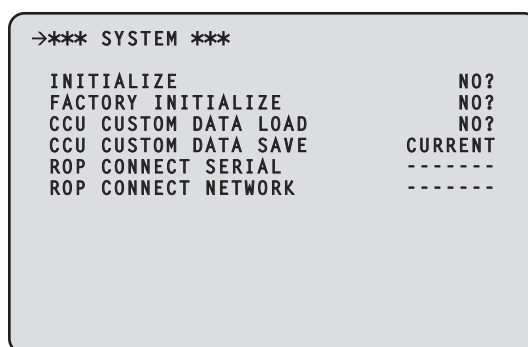 →*** SYSTEM ***
INITIALIZE NO?
FACTORY INITIALIZE NO?
CCU CUSTOM DATA LOAD NO?
CCU CUSTOM DATA SAVE CURRENT
ROP CONNECT SERIAL -------
ROP CONNECT NETWORK -------